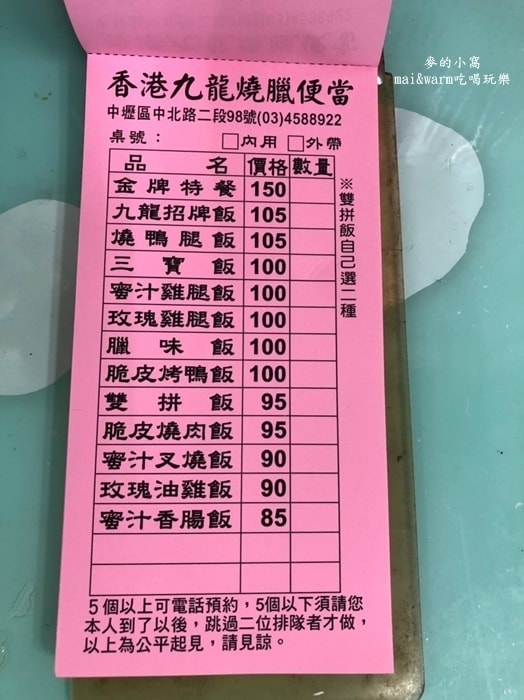 麥的小窩
mai&warm吃喝玩樂
香港九龍燒臘便當
中壢區中北路二段98號(03)4588922
桌號： □內用 □外帶
品名 價格 數量
金牌特餐 150
九龍招牌飯 105
燒鴨腿飯 105
三寶飯 100
蜜汁雞腿飯 100
玫瑰雞腿飯 100
臘味飯 100
脆皮烤鴨飯 100
雙拼飯 95
脆皮燒肉飯 95
蜜汁叉燒飯 90
玫瑰油雞飯 90
蜜汁香腸飯 85
※雙拼飯自己選二種
5個以上可電話預約，5個以下須請您
本人到了以後，跳過二位排隊者才做，
以上為公平起見，請見諒。